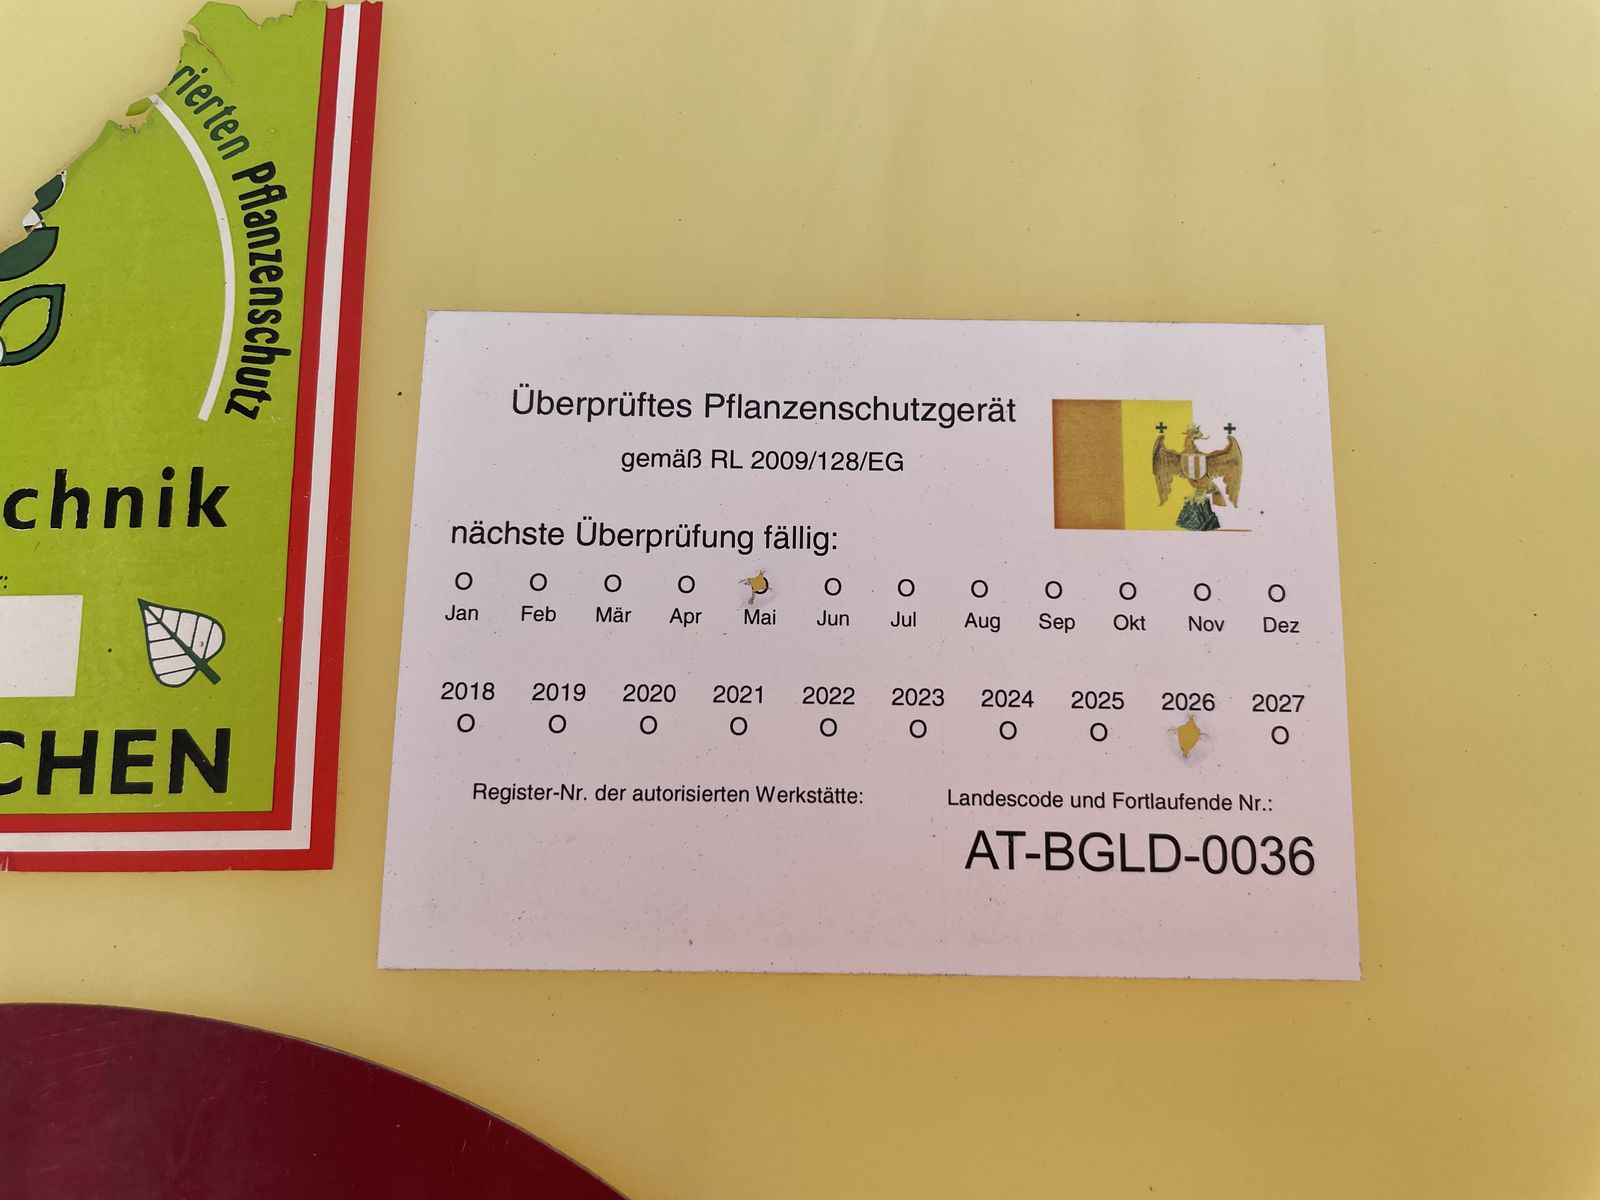 rierten Pflanzenschutz
chnik
CHEN
Überprüftes Pflanzenschutzgerät
gemäß RL 2009/128/EG
nächste Überprüfung fällig:
O O O O O O O O O O O O
Jan Feb Mär Apr Mai Jun Jul Aug Sep Okt Nov Dez
2018 2019 2020 2021 2022 2023 2024 2025 2026 2027
O O O O O O O O O
Register-Nr. der autorisierten Werkstätte: Landescode und Fortlaufende Nr.:
AT-BGLD-0036